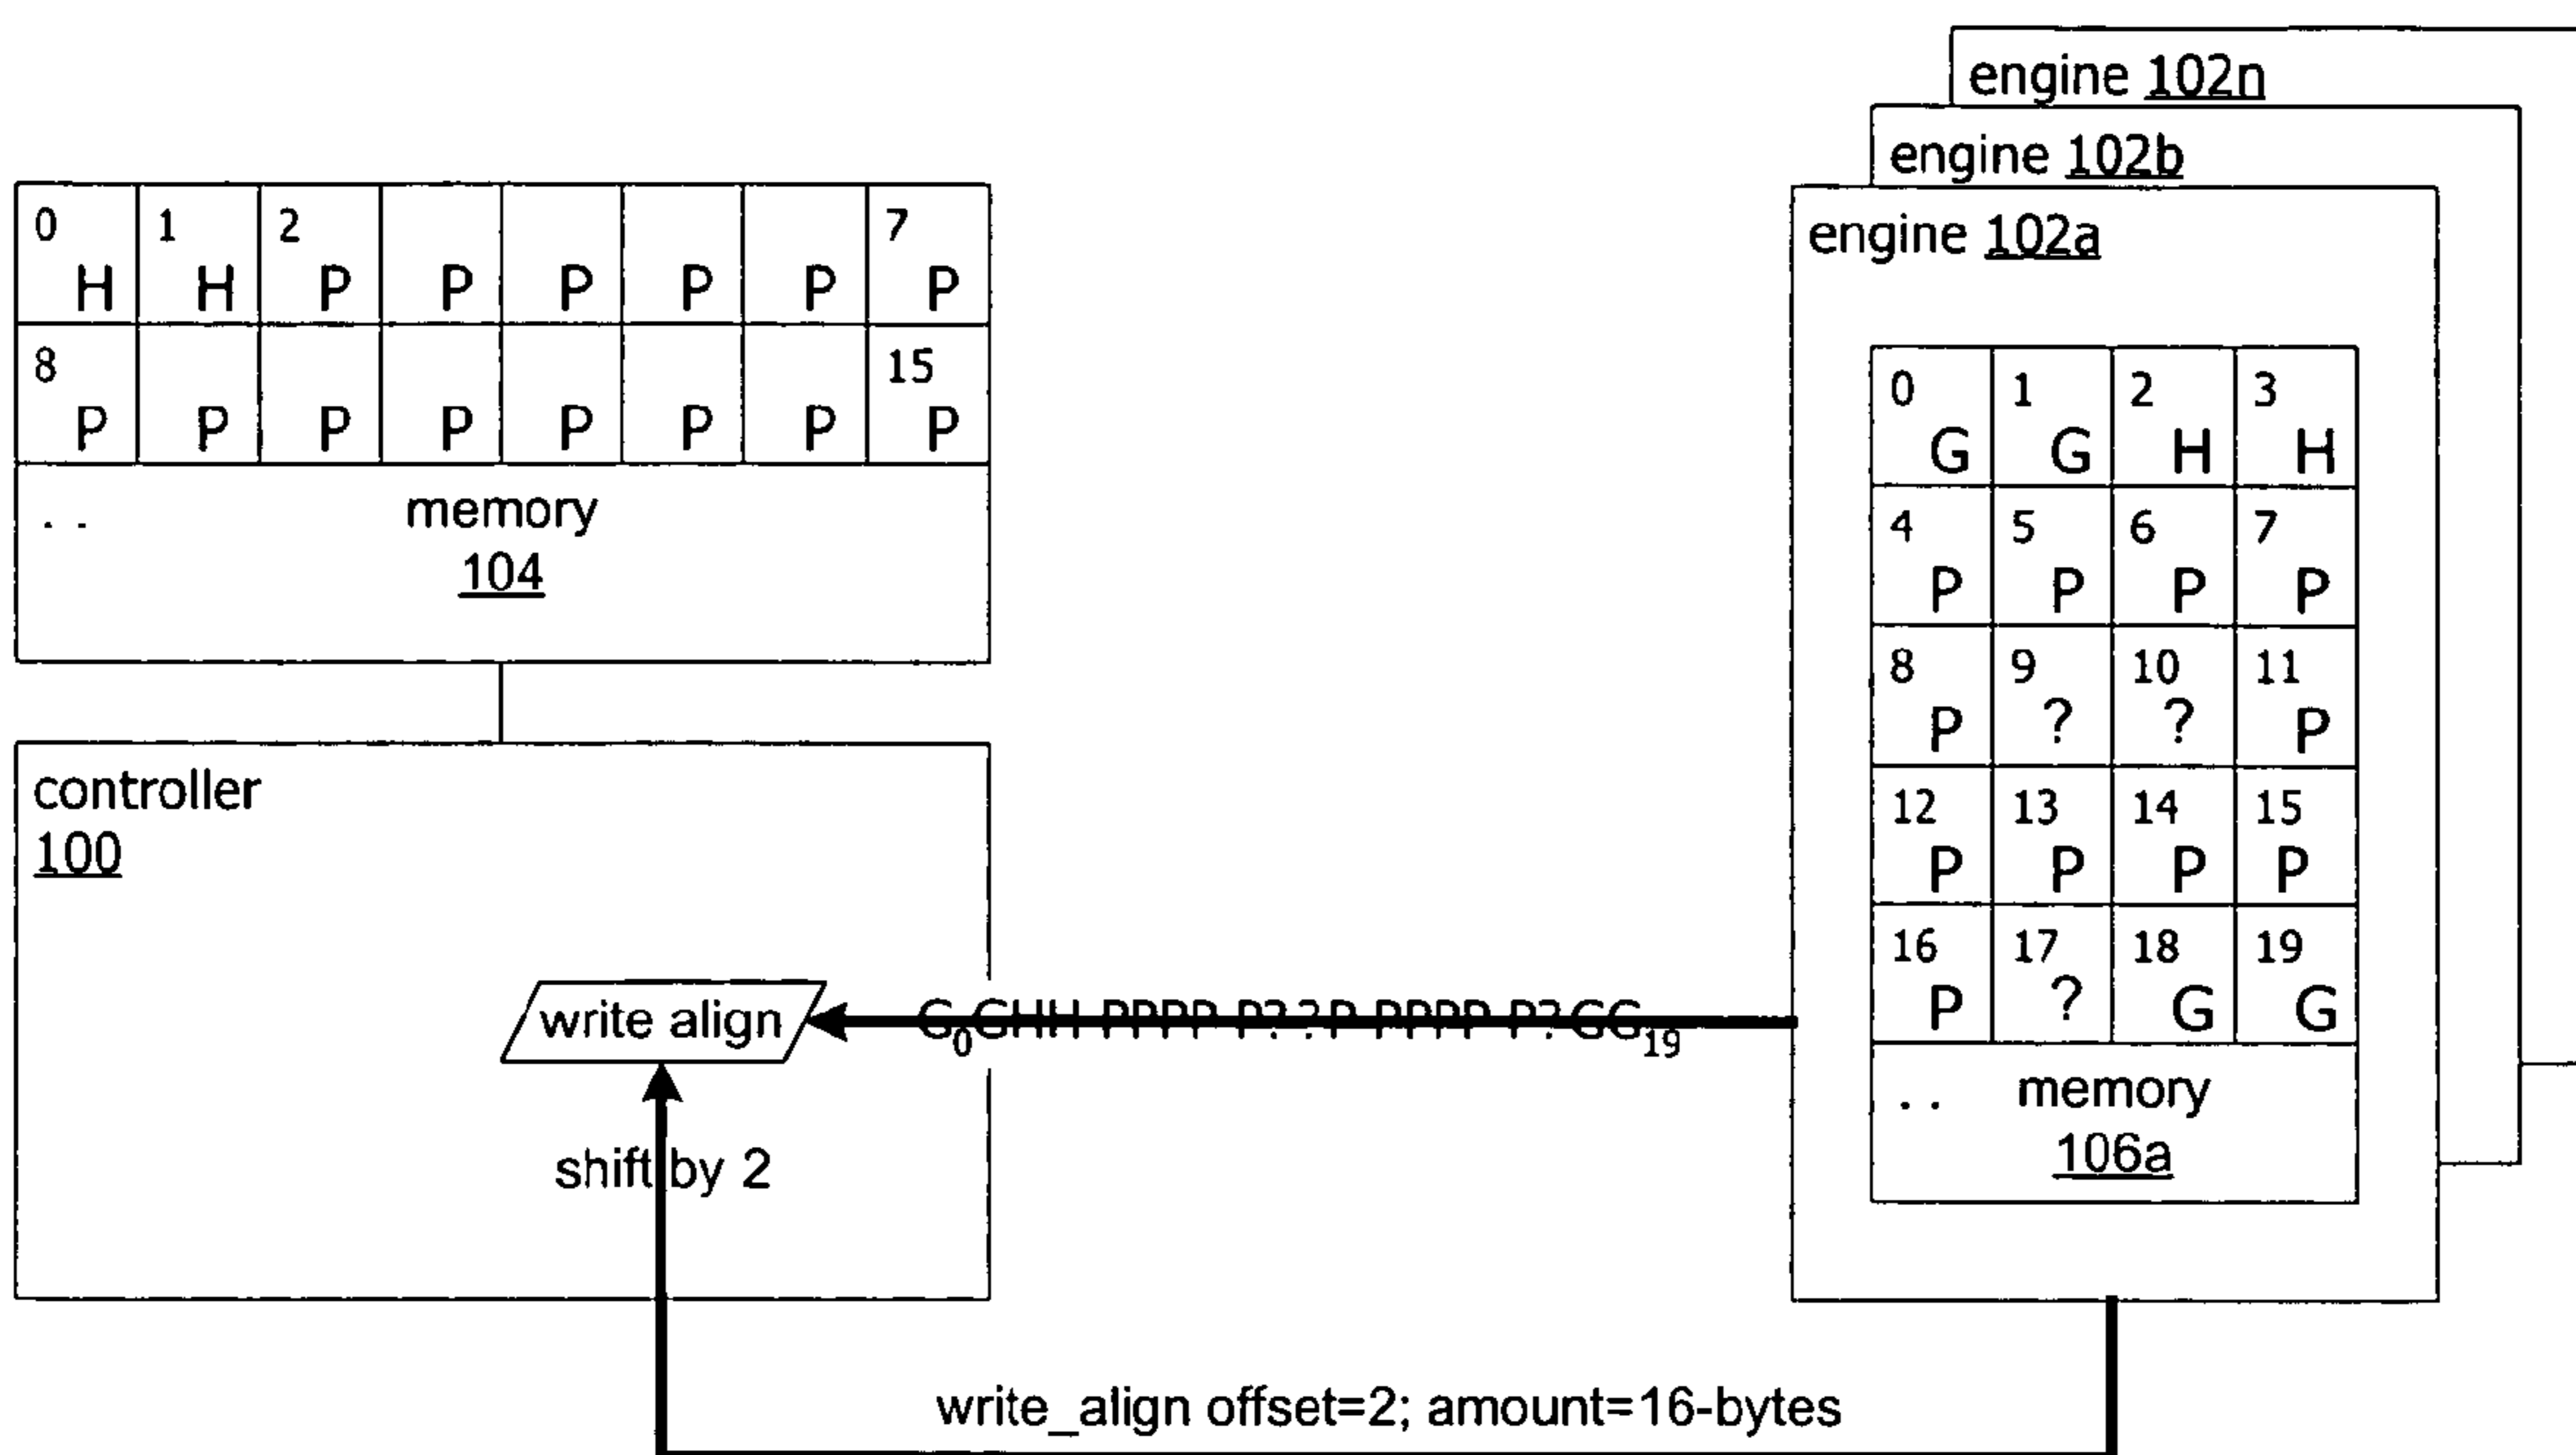 engine 102n
engine 102b
engine 102a
0 1 2 7
H H P P P P P P
8 15
P P P P P P P P
. . memory
104
0 1 2 3
G G H H
4 5 6 7
P P P P
8 9 10 11
P ? ? P
12 13 14 15
P P P P
16 17 18 19
P ? G G
. . memory
106a
controller
100
write align
G0GHH PPPP P??P PPPP P?GG19
shift by 2
write_align offset=2; amount=16-bytes